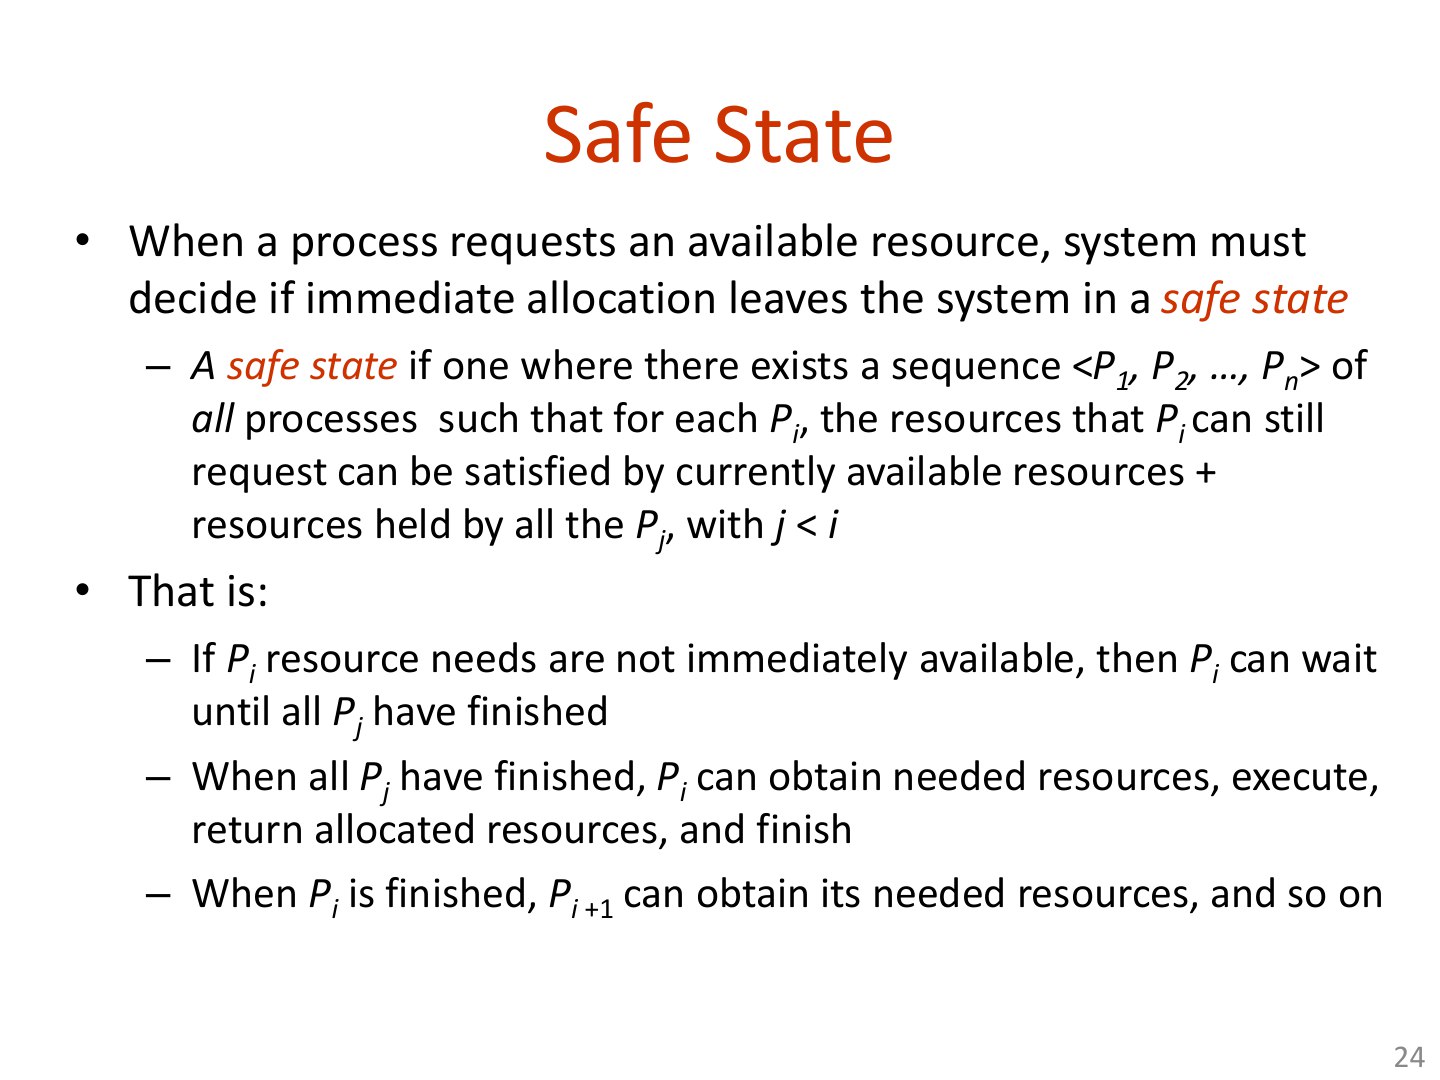 Safe State
• When a process requests an available resource, system must
decide if immediate allocation leaves the system in a safe state
– A safe state if one where there exists a sequence <P1, P2, …, Pn> of
all processes such that for each Pi, the resources that Pi can still
request can be satisfied by currently available resources +
resources held by all the Pj, with j < i
• That is:
– If Pi resource needs are not immediately available, then Pi can wait
until all Pj have finished
– When all Pj have finished, Pi can obtain needed resources, execute,
return allocated resources, and finish
– When Pi is finished, Pi +1 can obtain its needed resources, and so on
24